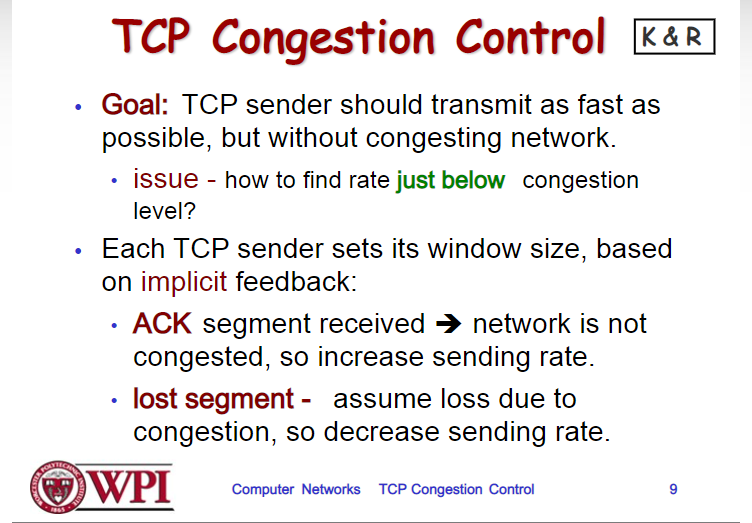 TCP Congestion Control K & R
• Goal: TCP sender should transmit as fast as
possible, but without congesting network.
• issue - how to find rate just below congestion
level?
• Each TCP sender sets its window size, based
on implicit feedback:
• ACK segment received ➔ network is not
congested, so increase sending rate.
• lost segment - assume loss due to
congestion, so decrease sending rate.
WPI
Computer Networks TCP Congestion Control 9